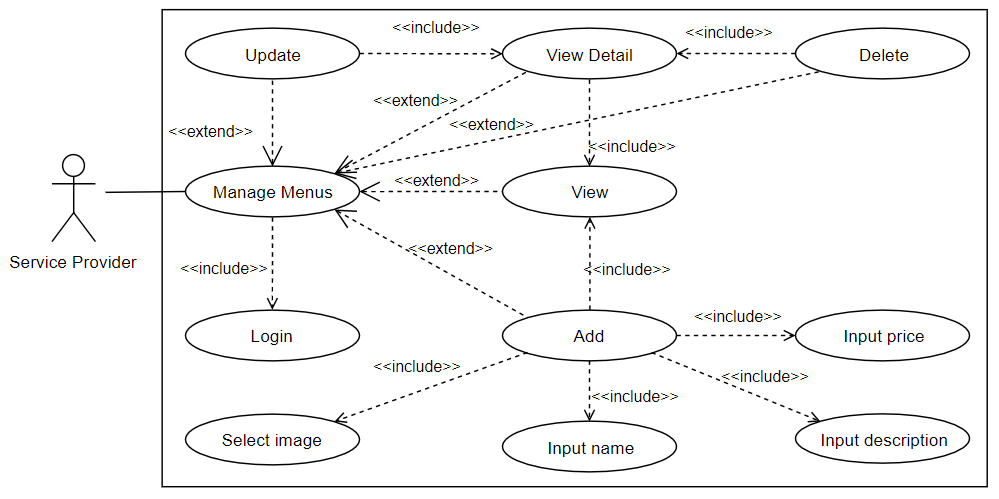 <<include>>
<<include>>
Update
View Detail
Delete
<<extend>>
<<extend>>
<<extend>>
<<include>>
Manage Menus
<<extend>>
View
Service Provider
<<extend>>
<<include>>
<<include>>
<<include>>
Login
Add
Input price
<<include>>
<<include>>
<<include>>
Select image
Input name
Input description